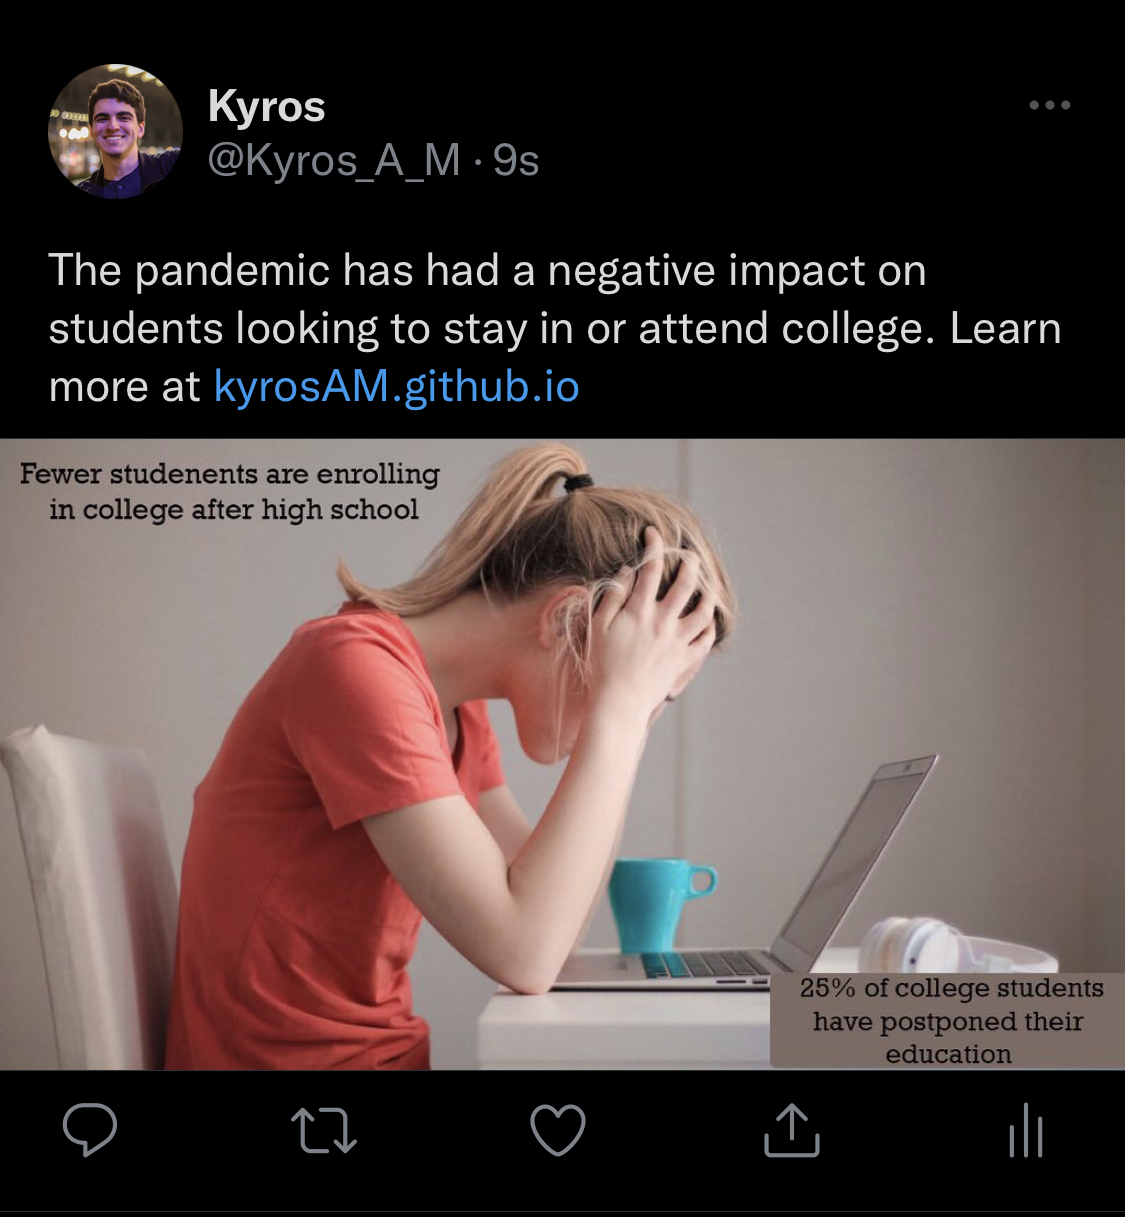 Kyros
@Kyros_A_M · 9s
The pandemic has had a negative impact on
students looking to stay in or attend college. Learn
more at kyrosAM.github.io
Fewer studenents are enrolling
in college after high school
25% of college students
have postponed their
education